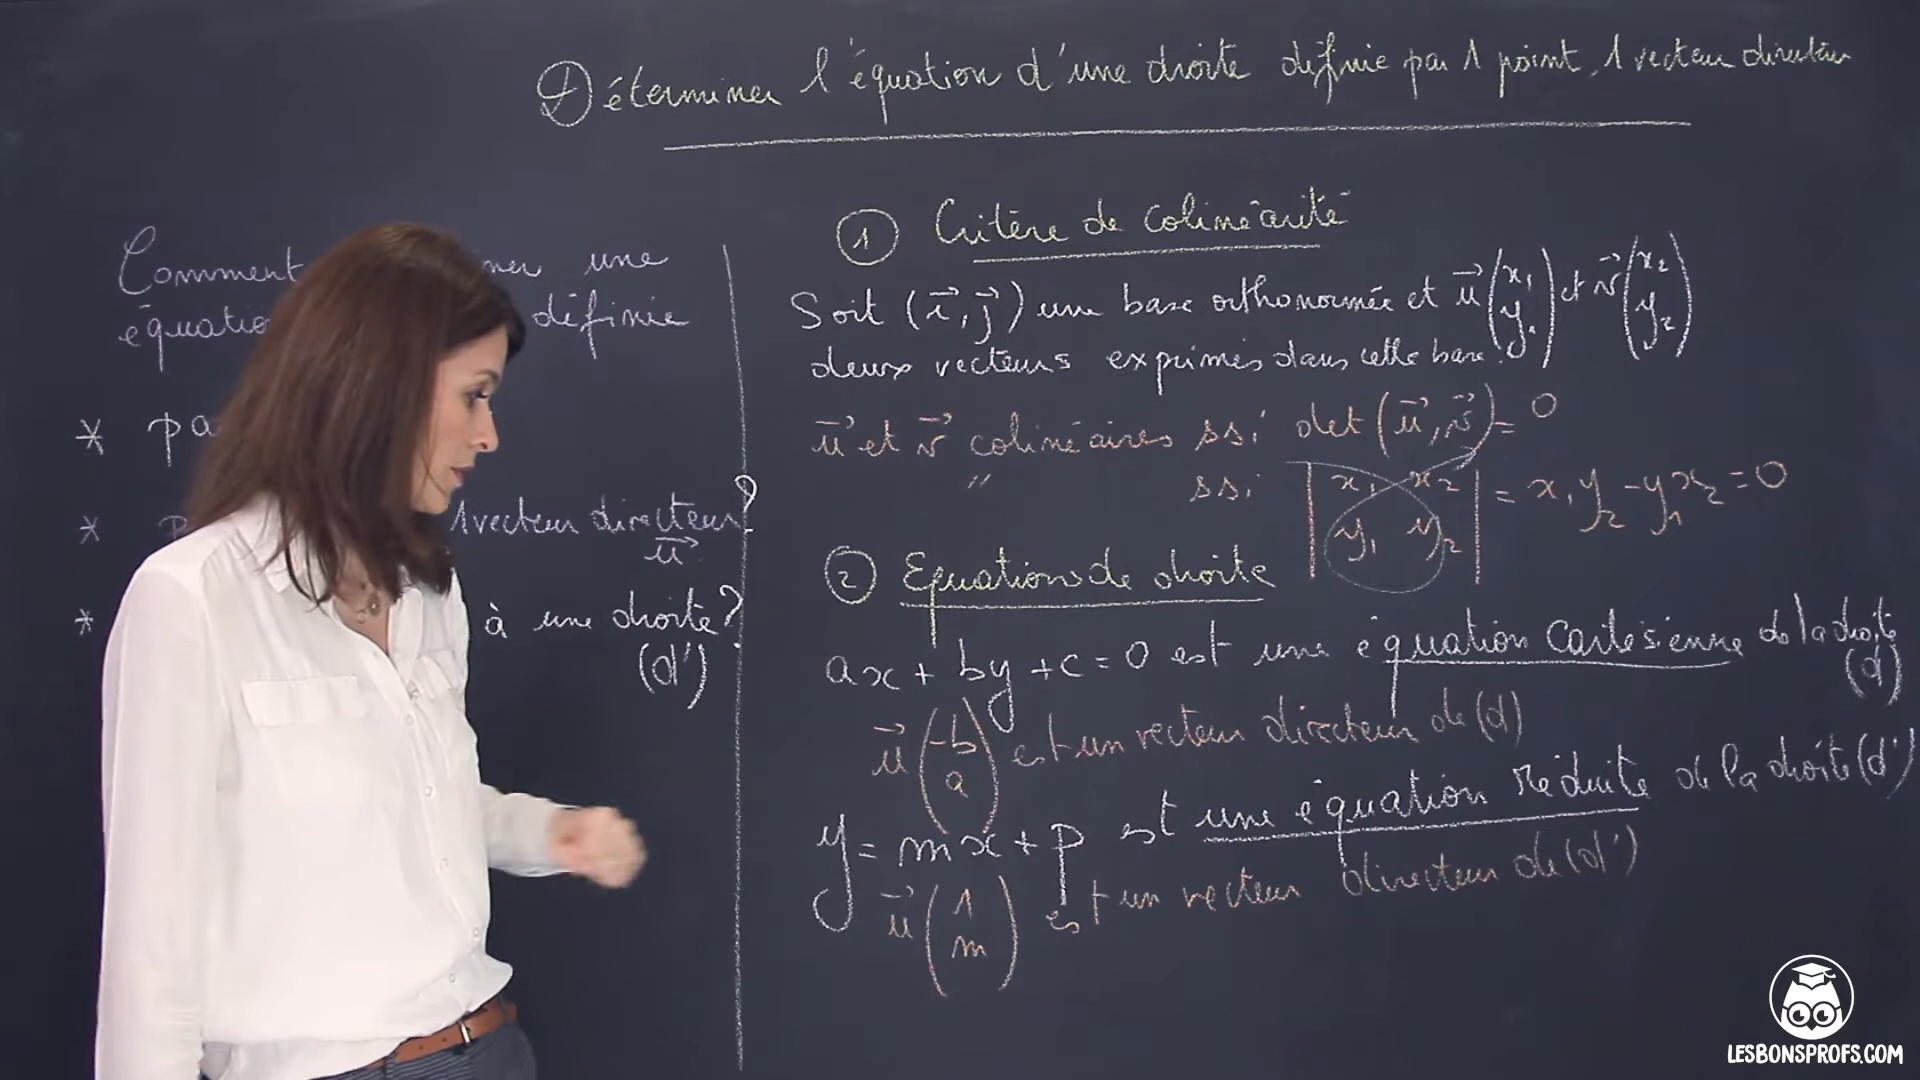 Déterminer l'équation d'une droite définie par 1 point, 1 vecteur directeur
Comment une
équatio définie
* pa
* 1 vecteur directeur?
u⃗
* à une droite?
(d')
① Critère de colinéarité
Soit (i⃗, j⃗) une base orthonormée et u⃗ (x₁ y₁) et v⃗ (x₂ y₂)
deux vecteurs exprimés dans cette base.
u⃗ et v⃗ colinéaires ssi det (u⃗, v⃗) = 0
" ssi | x₁ x₂ | = x₁y₂ - y₁x₂ = 0
| y₁ y₂ |
② Equations de droite
ax + by + c = 0 est une équation cartésienne de la droite
(d)
u⃗ (-b a) est un vecteur directeur de (d)
y = mx + p est une équation réduite de la droite (d')
u⃗ (1 m) est un vecteur directeur de (d')
LESBONSPROFS.COM